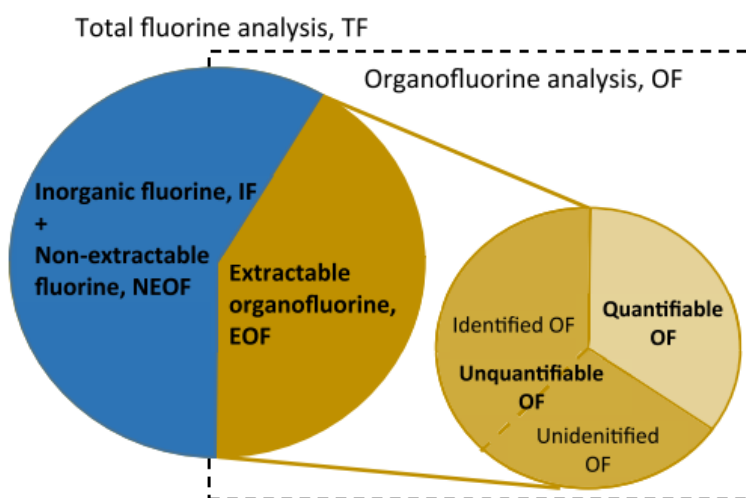 Total fluorine analysis, TF
Organofluorine analysis, OF
Inorganic fluorine, IF
+
Non-extractable
fluorine, NEOF
Extractable
organofluorine,
EOF
Identified OF
Quantifiable
OF
Unquantifiable
OF
Unidenitified
OF